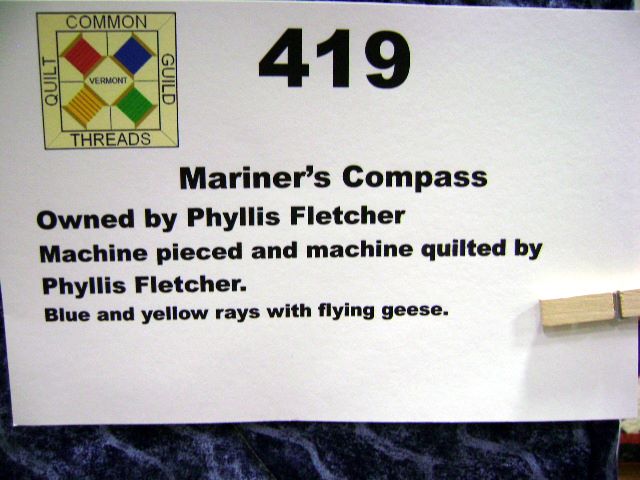 COMMON
QUILT
GUILD
VERMONT
THREADS
419
Mariner's Compass
Owned by Phyllis Fletcher
Machine pieced and machine quilted by
Phyllis Fletcher.
Blue and yellow rays with flying geese.